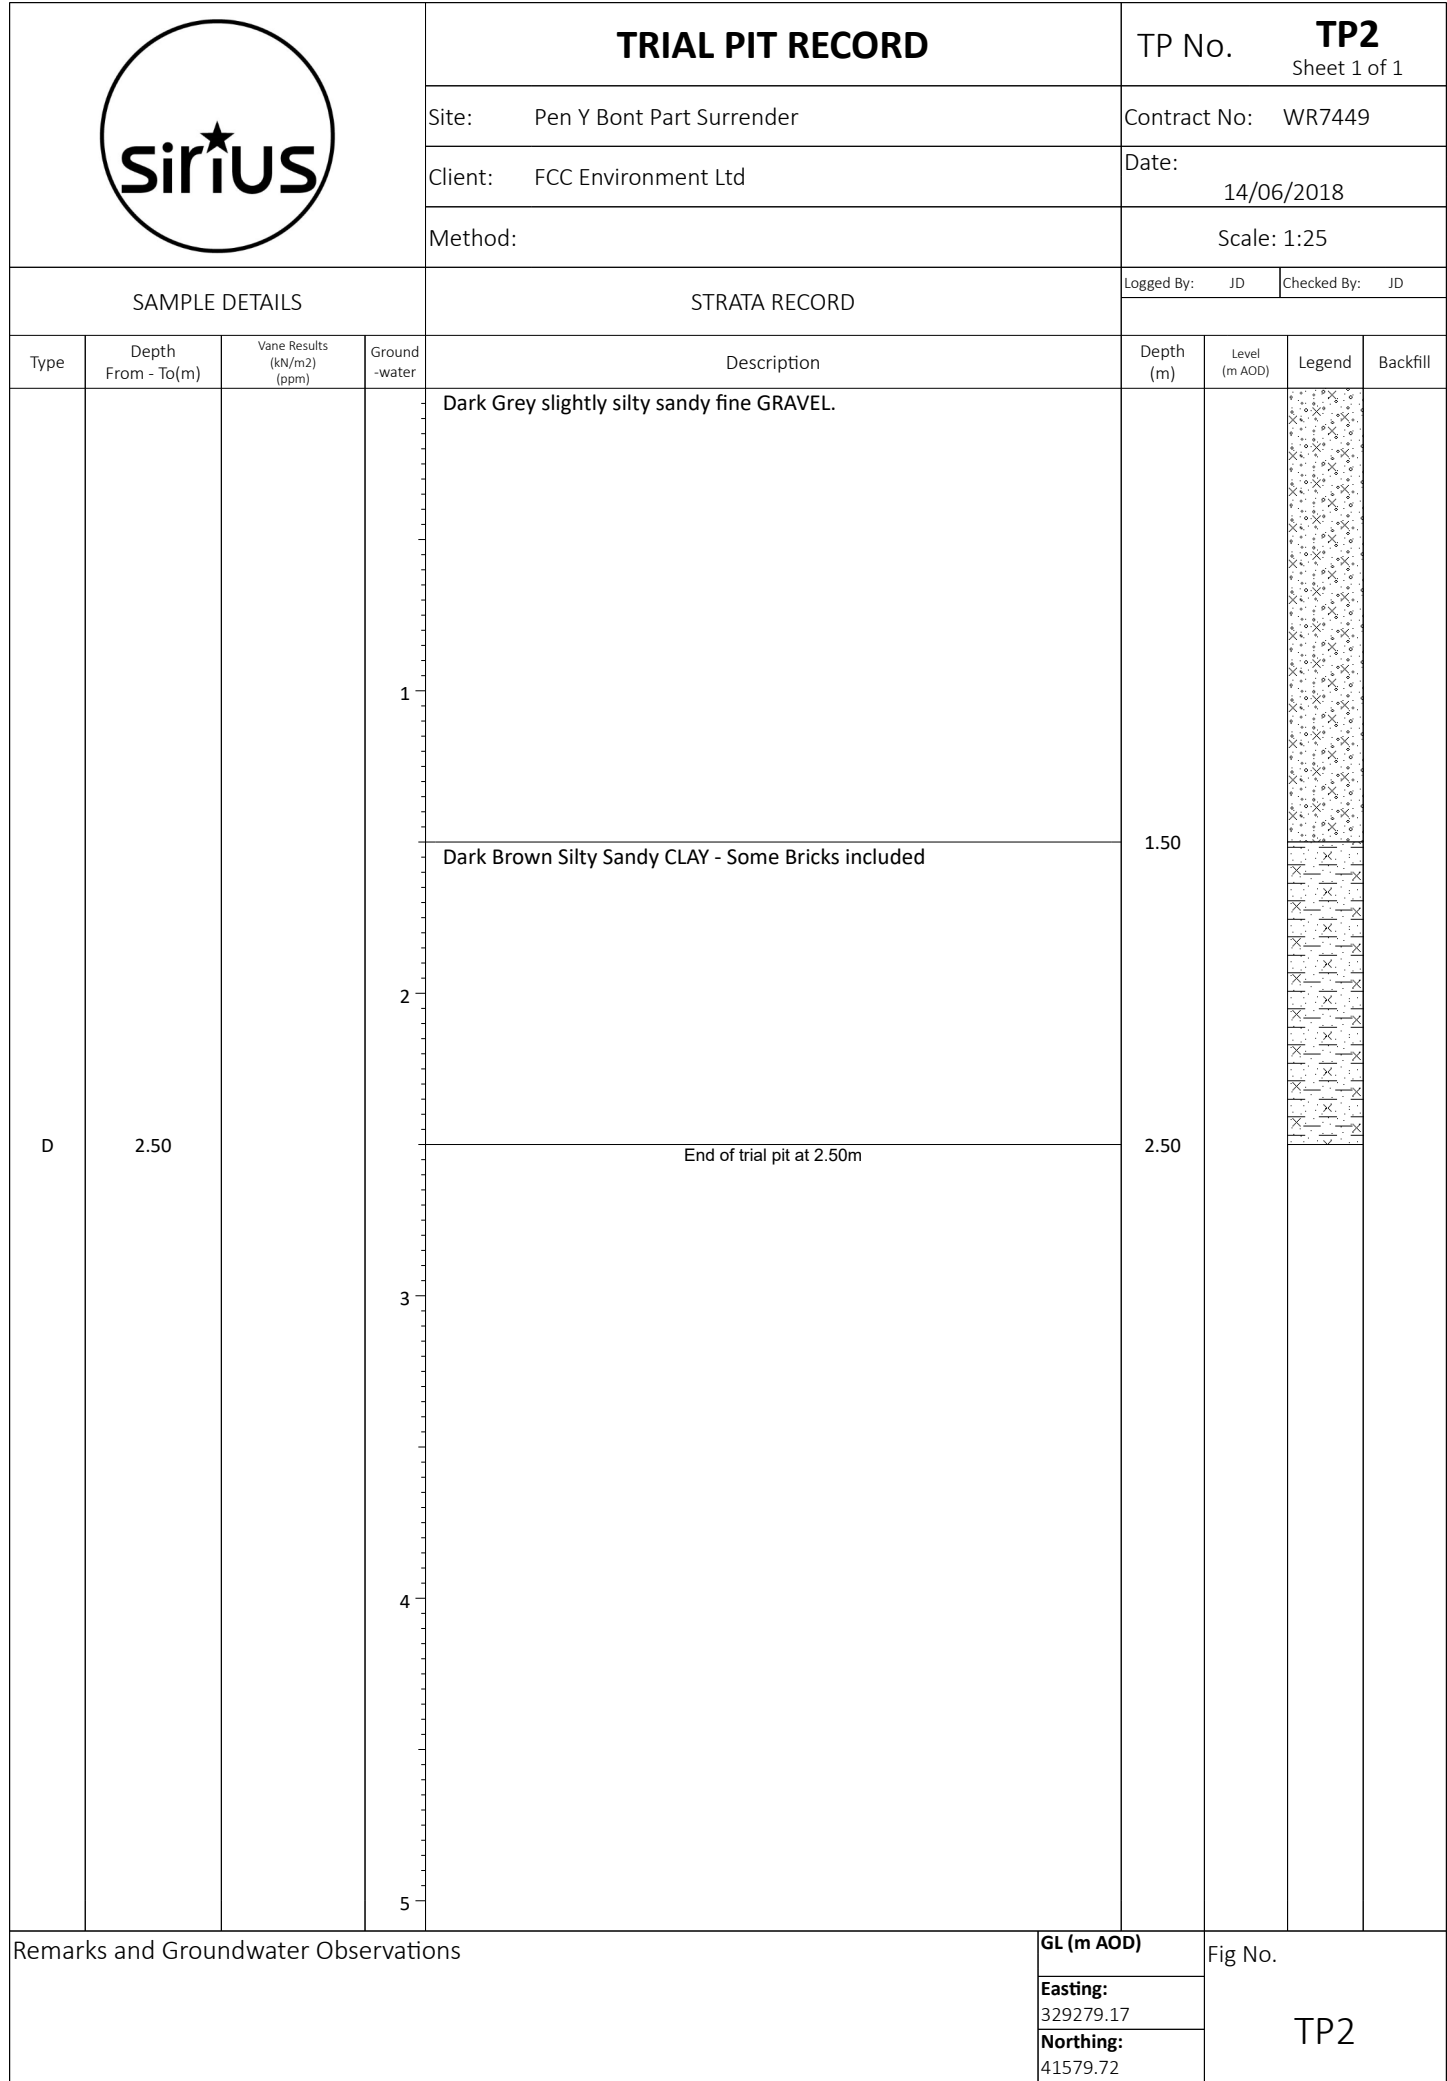 sirius
TRIAL PIT RECORD
TP No. TP2
Sheet 1 of 1
Site: Pen Y Bont Part Surrender
Contract No: WR7449
Client: FCC Environment Ltd
Date:
14/06/2018
Method:
Scale: 1:25
SAMPLE DETAILS
STRATA RECORD
Logged By: JD Checked By: JD
Type
Depth
From - To(m)
Vane Results
(kN/m2)
(ppm)
Ground
-water
Description
Depth
(m)
Level
(m AOD)
Legend
Backfill
Dark Grey slightly silty sandy fine GRAVEL.
1
1.50
Dark Brown Silty Sandy CLAY - Some Bricks included
2
D 2.50
2.50
End of trial pit at 2.50m
3
4
5
Remarks and Groundwater Observations
GL (m AOD)
Easting:
329279.17
Northing:
41579.72
Fig No.
TP2